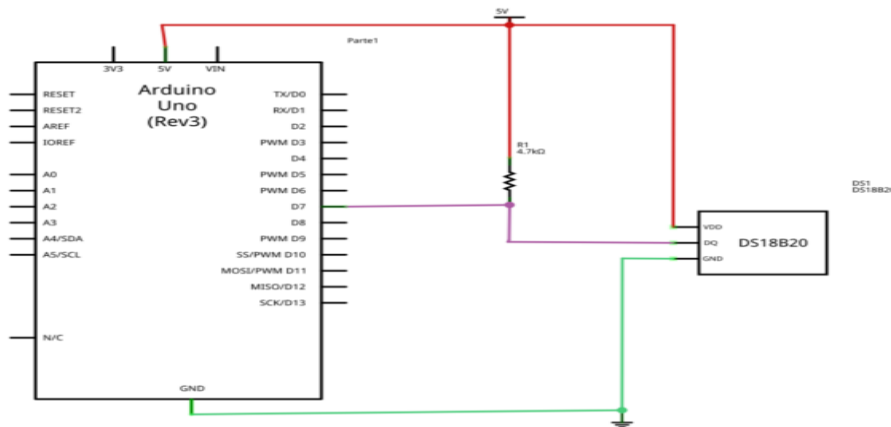 5V
Parte1
3V3
5V
VIN
Arduino
Uno
(Rev3)
RESET
RESET2
AREF
IOREF
A0
A1
A2
A3
A4/SDA
A5/SCL
N/C
TX/D0
RX/D1
D2
PWM D3
D4
PWM D5
PWM D6
D7
D8
PWM D9
SS/PWM D10
MOSI/PWM D11
MISO/D12
SCK/D13
GND
R1
4.7kΩ
DS1
DS18B20
VDD
DQ
GND
DS18B20